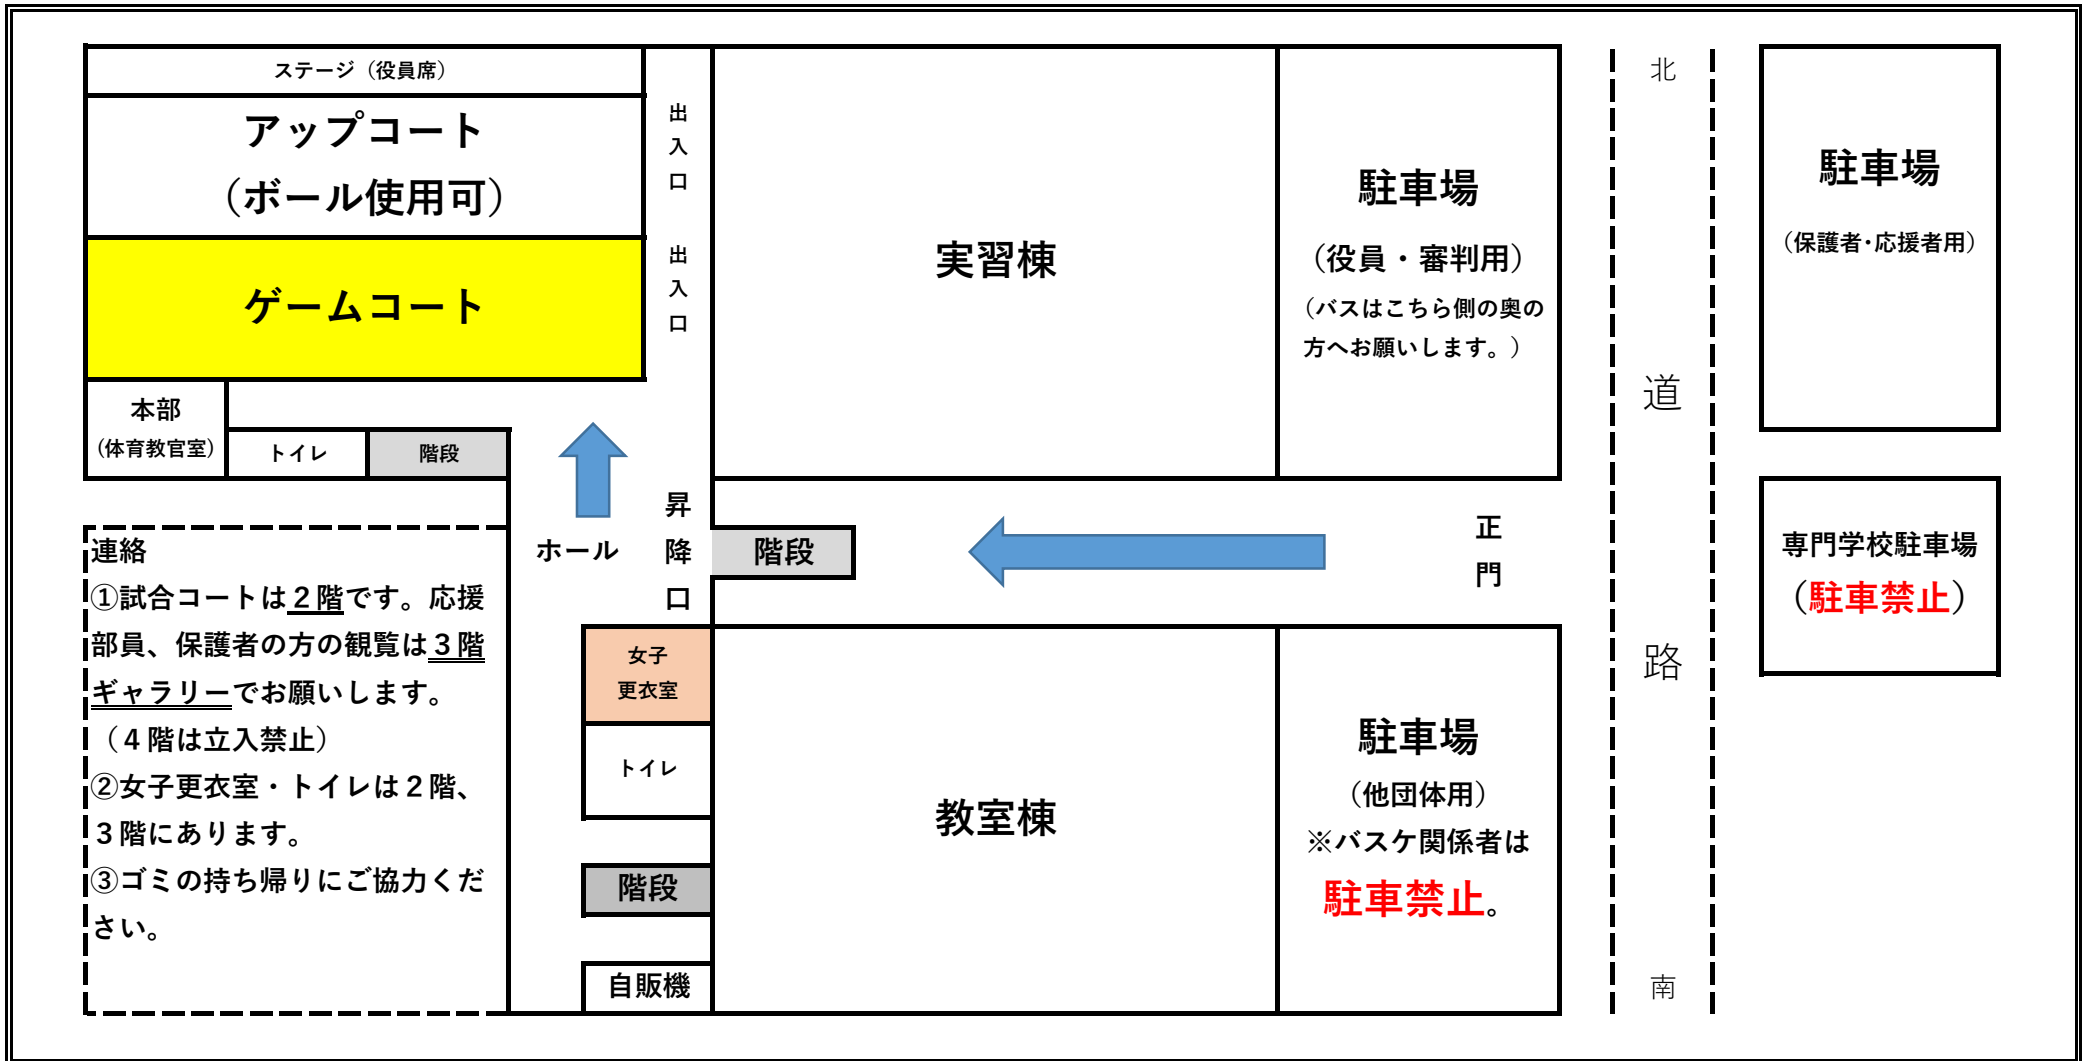 ステージ（役員席）
アップコート
（ボール使用可）
出入口
ゲームコート
出入口
本部
（体育教官室）
トイレ
階段
ホール
昇降口
階段
実習棟
駐車場
（役員・審判用）
（バスはこちら側の奥の
方へお願いします。）
正門
北
道路
南
駐車場
（保護者・応援者用）
専門学校駐車場
（駐車禁止）
連絡
①試合コートは２階です。応援
部員、保護者の方の観覧は３階
ギャラリーでお願いします。
（４階は立入禁止）
②女子更衣室・トイレは２階、
３階にあります。
③ゴミの持ち帰りにご協力くだ
さい。
女子
更衣室
トイレ
階段
自販機
教室棟
駐車場
（他団体用）
※バスケ関係者は
駐車禁止。